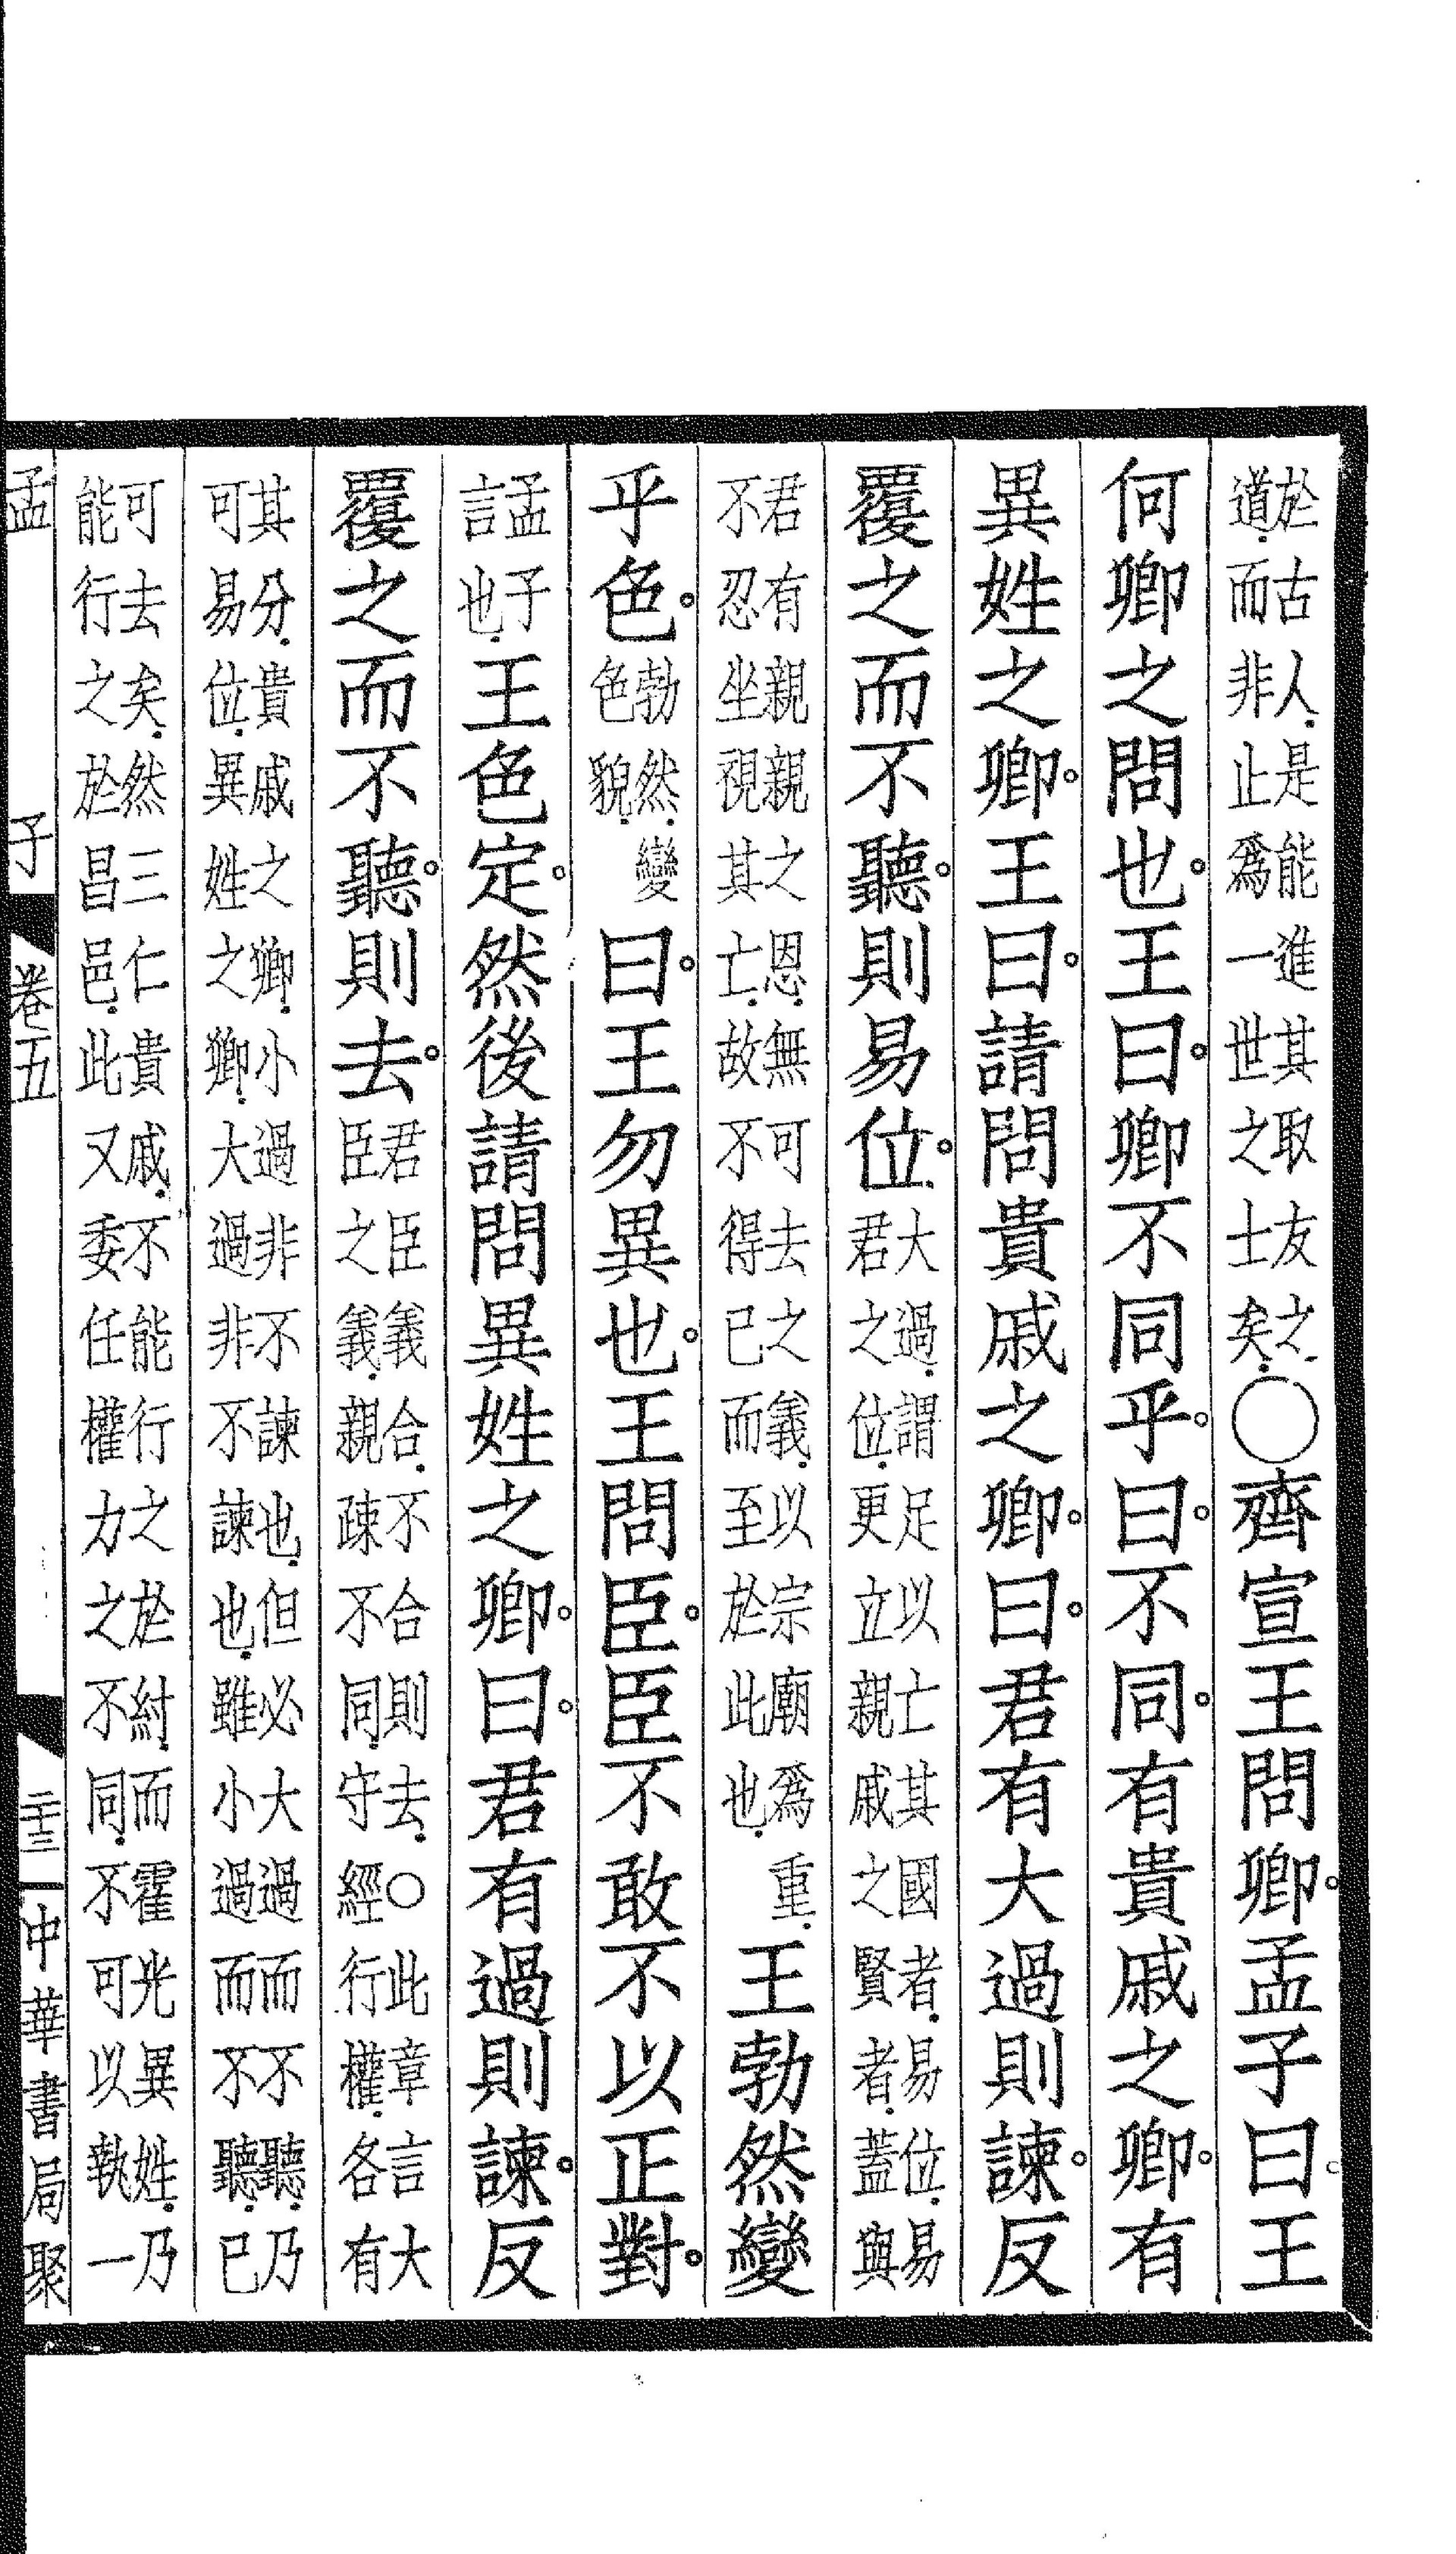 於古人.是能進其取友之.
道.而非止爲一世之士矣.
〇齊宣王問卿。孟子曰。王
何卿之問也。王曰。卿不同乎。曰。不同。有貴戚之卿。有
異姓之卿。王曰。請問貴戚之卿。曰。君有大過則諫。反
覆之而不聽。則易位。
大過.謂足以亡其國者.易位.易
君之位.更立親戚之賢者.蓋與
君有親親之恩.無可去之義.以宗廟爲重.
不忍坐視其亡.故不得已而至於此也.
王勃然變
乎色。
勃然.變
色貌.
曰。王勿異也。王問臣。臣不敢不以正對。
孟子
言也.
王色定。然後請問異姓之卿。曰。君有過則諫。反
覆之而不聽。則去。
君臣義合.不合則去.〇此章言大
臣之義.親疎不同.守經行權.各有
其分.貴戚之卿.小過非不諫也.但必大過而不聽.乃
可易位.異姓之卿.大過非不諫也.雖小過而不聽.已
可去矣.然三仁貴戚.不能行之於紂.而霍光異姓.乃
能行之於昌邑.此又委任權力之不同.不可以執一
孟子 卷五 二十三 中華書局聚